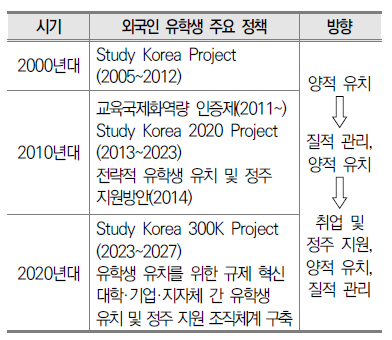 시기 외국인 유학생 주요 정책 방향
2000년대
Study Korea Project
(2005~2012)
2010년대
교육국제화역량 인증제(2011~)
Study Korea 2020 Project
(2013~2023)
전략적 유학생 유치 및 정주
지원방안(2014)
2020년대
Study Korea 300K Project
(2023~2027)
유학생 유치를 위한 규제 혁신
대학·기업·지자체 간 유학생
유치 및 정주 지원 조직체계 구축
양적 유치
질적 관리,
양적 유치
취업 및
정주 지원,
양적 유치,
질적 관리